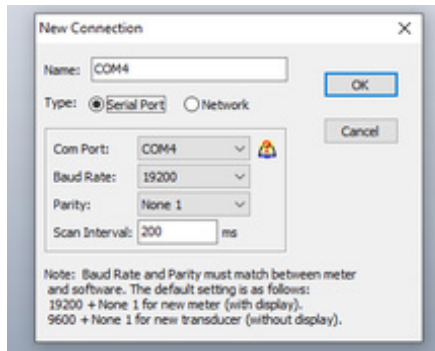 New Connection
Name: COM4
OK
Type: Serial Port Network
Cancel
Com Port: COM4
Baud Rate: 19200
Parity: None 1
Scan Interval: 200 ms
Note: Baud Rate and Parity must match between meter
and software. The default setting is as follows:
19200 + None 1 for new meter (with display).
9600 + None 1 for new transducer (without display).